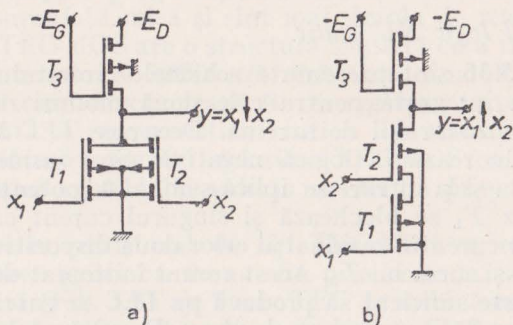 -E_G -E_D
T_3
y=x_1↓x_2
T_1 T_2
x_1 x_2
a)
-E_G -E_D
T_3
y=x_1|x_2
T_2
x_2
T_1
x_1
b)